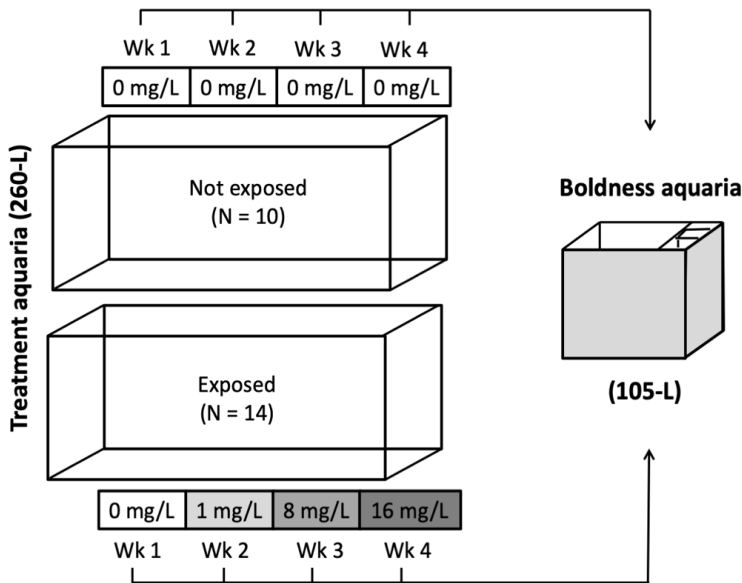 Wk 1 Wk 2 Wk 3 Wk 4
0 mg/L 0 mg/L 0 mg/L 0 mg/L
Treatment aquaria (260-L)
Not exposed
(N = 10)
Boldness aquaria
(105-L)
Exposed
(N = 14)
0 mg/L 1 mg/L 8 mg/L 16 mg/L
Wk 1 Wk 2 Wk 3 Wk 4